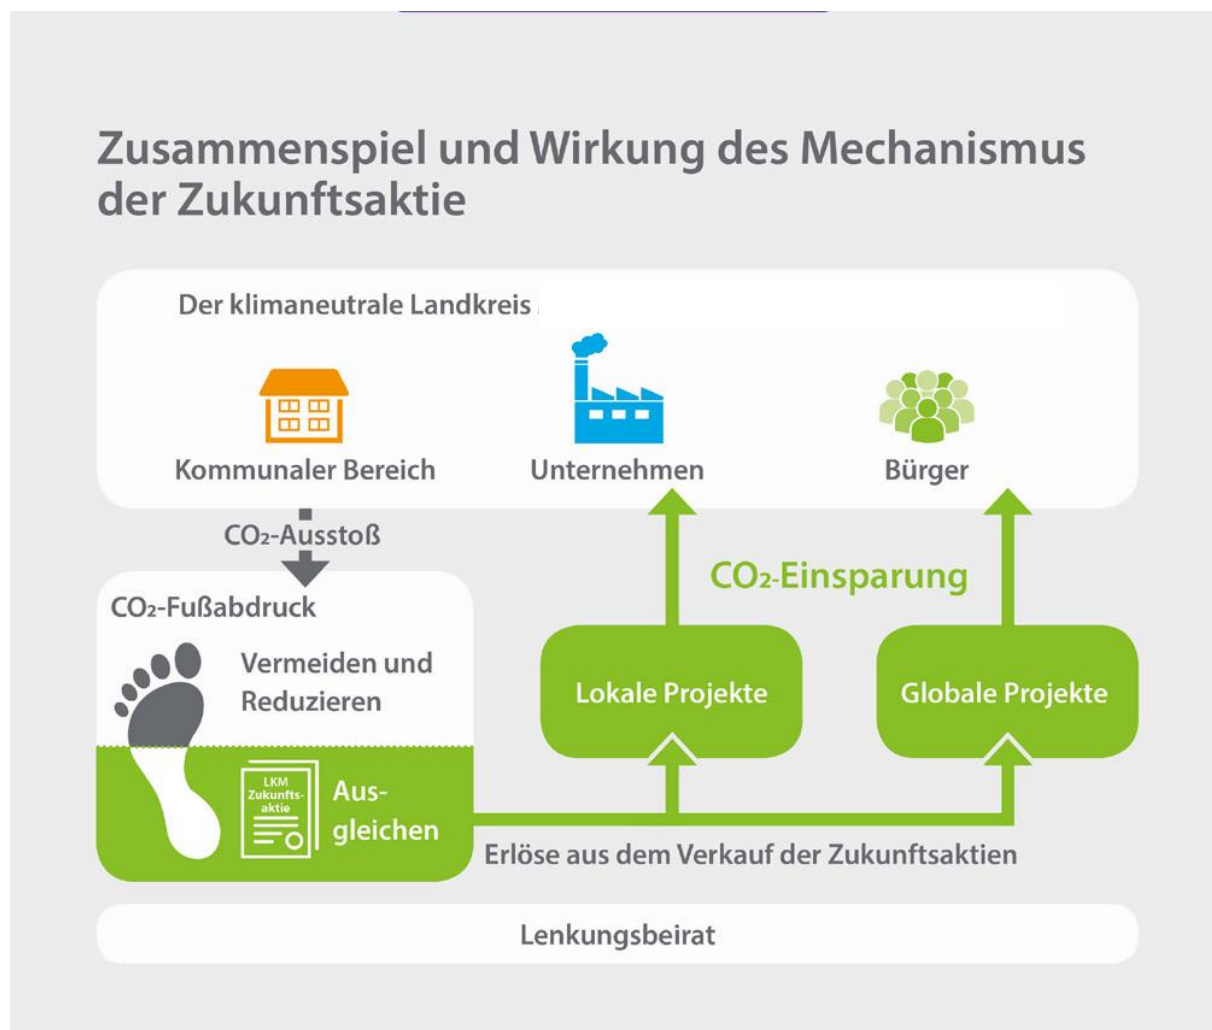 Zusammenspiel und Wirkung des Mechanismus
der Zukunftsaktie
Der klimaneutrale Landkreis
Kommunaler Bereich
Unternehmen
Bürger
CO₂-Ausstoß
CO₂-Einsparung
CO₂-Fußabdruck
Vermeiden und
Reduzieren
Lokale Projekte
Globale Projekte
LKM
Zukunfts-
aktie
Aus-
gleichen
Erlöse aus dem Verkauf der Zukunftsaktien
Lenkungsbeirat